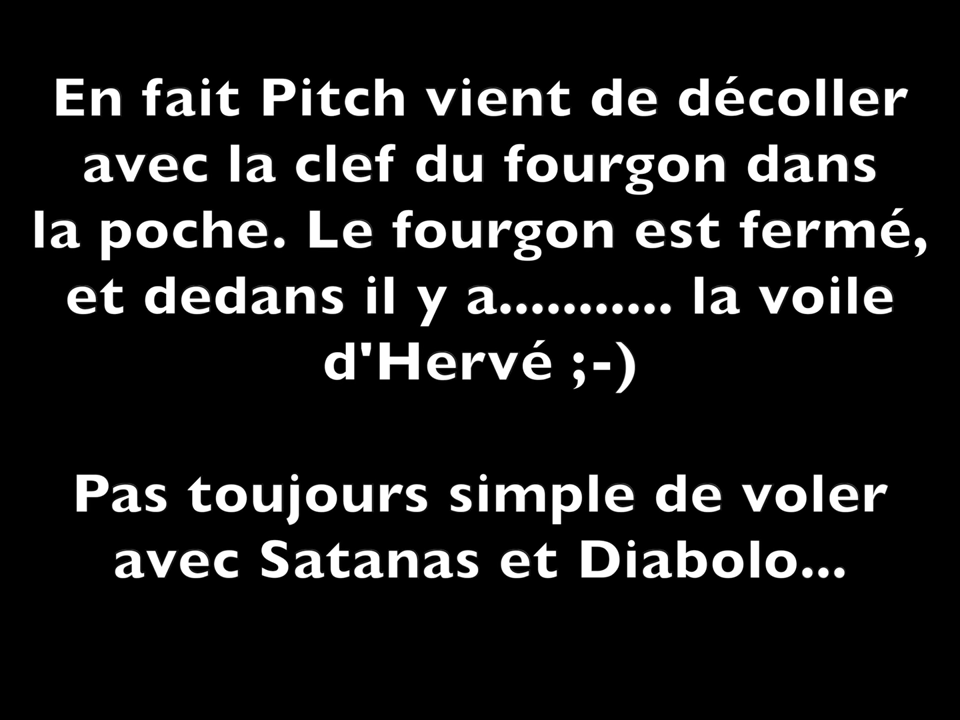 En fait Pitch vient de décoller
avec la clef du fourgon dans
la poche. Le fourgon est fermé,
et dedans il y a........... la voile
d'Hervé ;-)
Pas toujours simple de voler
avec Satanas et Diabolo...